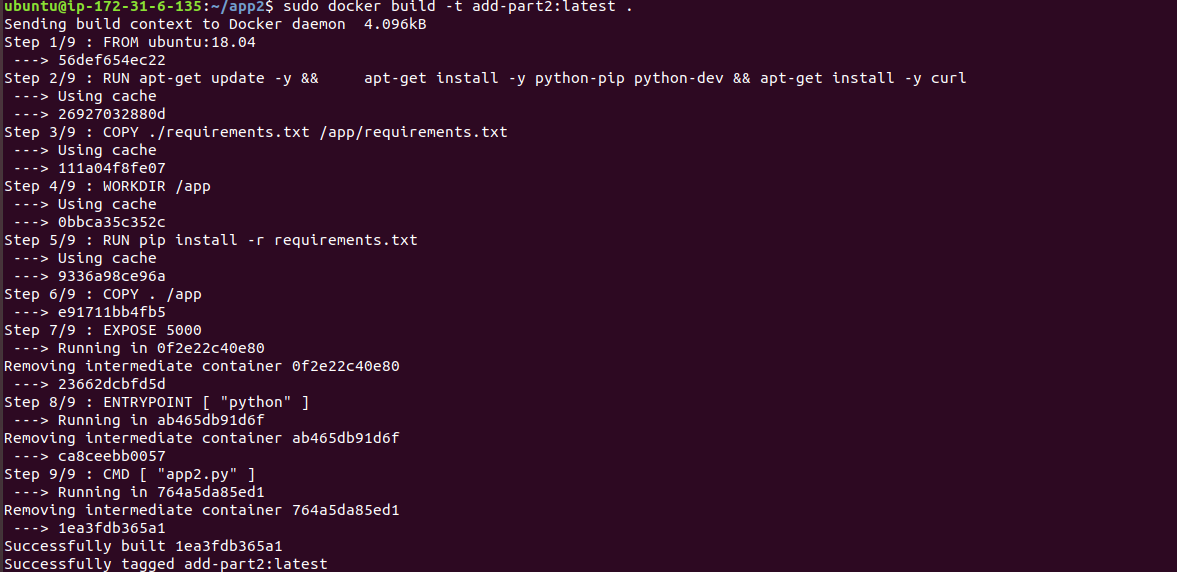 ubuntu@ip-172-31-6-135:~/app2$ sudo docker build -t add-part2:latest .
Sending build context to Docker daemon  4.096kB
Step 1/9 : FROM ubuntu:18.04
 ---> 56def654ec22
Step 2/9 : RUN apt-get update -y &&     apt-get install -y python-pip python-dev && apt-get install -y curl
 ---> Using cache
 ---> 26927032880d
Step 3/9 : COPY ./requirements.txt /app/requirements.txt
 ---> Using cache
 ---> 111a04f8fe07
Step 4/9 : WORKDIR /app
 ---> Using cache
 ---> 0bbca35c352c
Step 5/9 : RUN pip install -r requirements.txt
 ---> Using cache
 ---> 9336a98ce96a
Step 6/9 : COPY . /app
 ---> e91711bb4fb5
Step 7/9 : EXPOSE 5000
 ---> Running in 0f2e22c40e80
Removing intermediate container 0f2e22c40e80
 ---> 23662dcbfd5d
Step 8/9 : ENTRYPOINT [ "python" ]
 ---> Running in ab465db91d6f
Removing intermediate container ab465db91d6f
 ---> ca8ceebb0057
Step 9/9 : CMD [ "app2.py" ]
 ---> Running in 764a5da85ed1
Removing intermediate container 764a5da85ed1
 ---> 1ea3fdb365a1
Successfully built 1ea3fdb365a1
Successfully tagged add-part2:latest